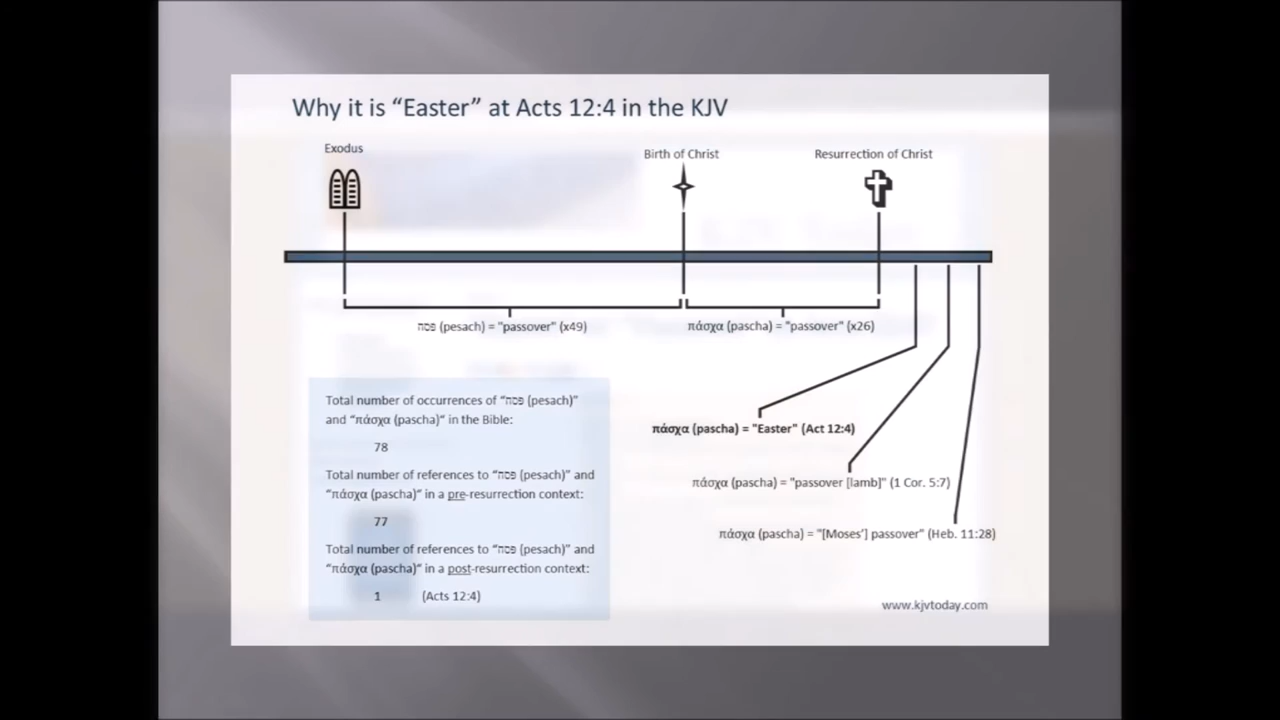 Why it is “Easter” at Acts 12:4 in the KJV
Exodus
Birth of Christ
Resurrection of Christ
פסח (pesach) = "passover" (x49)
πάσχα (pascha) = "passover" (x26)
Total number of occurrences of “פסח (pesach)”
and “πάσχα (pascha)“ in the Bible:
78
Total number of references to “פסח (pesach)” and
“πάσχα (pascha)“ in a pre-resurrection context:
77
Total number of references to “פסח (pesach)” and
“πάσχα (pascha)“ in a post-resurrection context:
1 (Acts 12:4)
πάσχα (pascha) = "Easter" (Act 12:4)
πάσχα (pascha) = "passover [lamb]" (1 Cor. 5:7)
πάσχα (pascha) = "[Moses'] passover" (Heb. 11:28)
www.kjvtoday.com